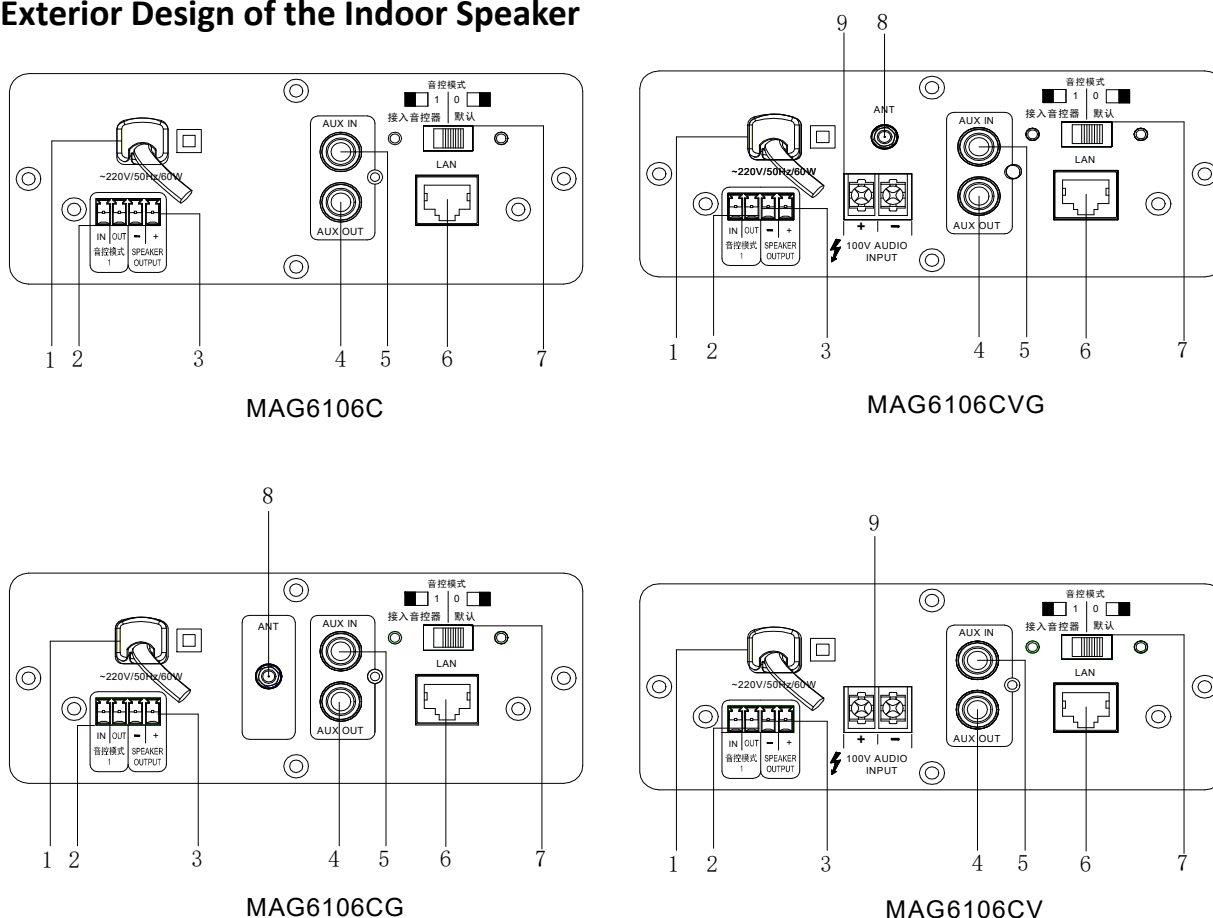 Exterior Design of the Indoor Speaker
音控模式
1 0
接入音控器 默认
AUX IN
LAN
~220V/50Hz/60W
AUX OUT
IN OUT - +
音控模式 SPEAKER
1 OUTPUT
1 2 3 4 5 6 7
MAG6106C
9 8
音控模式
1 0
ANT
接入音控器 默认
AUX IN
LAN
~220V/50Hz/60W
AUX OUT
IN OUT - +
+ -
音控模式 SPEAKER
1 OUTPUT
100V AUDIO
INPUT
1 2 3 4 5 6 7
MAG6106CVG
8
音控模式
1 0
接入音控器 默认
ANT
AUX IN
LAN
~220V/50Hz/60W
AUX OUT
IN OUT - +
音控模式 SPEAKER
1 OUTPUT
1 2 3 4 5 6 7
MAG6106CG
9
音控模式
1 0
接入音控器 默认
AUX IN
LAN
~220V/50Hz/60W
AUX OUT
IN OUT - +
+ -
音控模式 SPEAKER
1 OUTPUT
100V AUDIO
INPUT
1 2 3 4 5 6 7
MAG6106CV